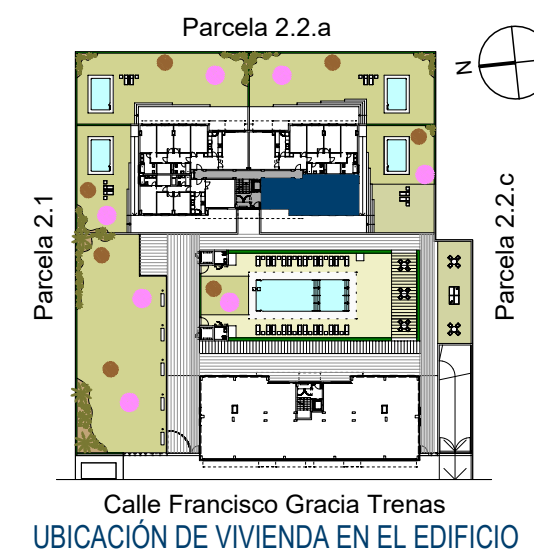 Parcela 2.2.a
N
Parcela 2.1
Parcela 2.2.c
Calle Francisco Gracia Trenas
UBICACIÓN DE VIVIENDA EN EL EDIFICIO